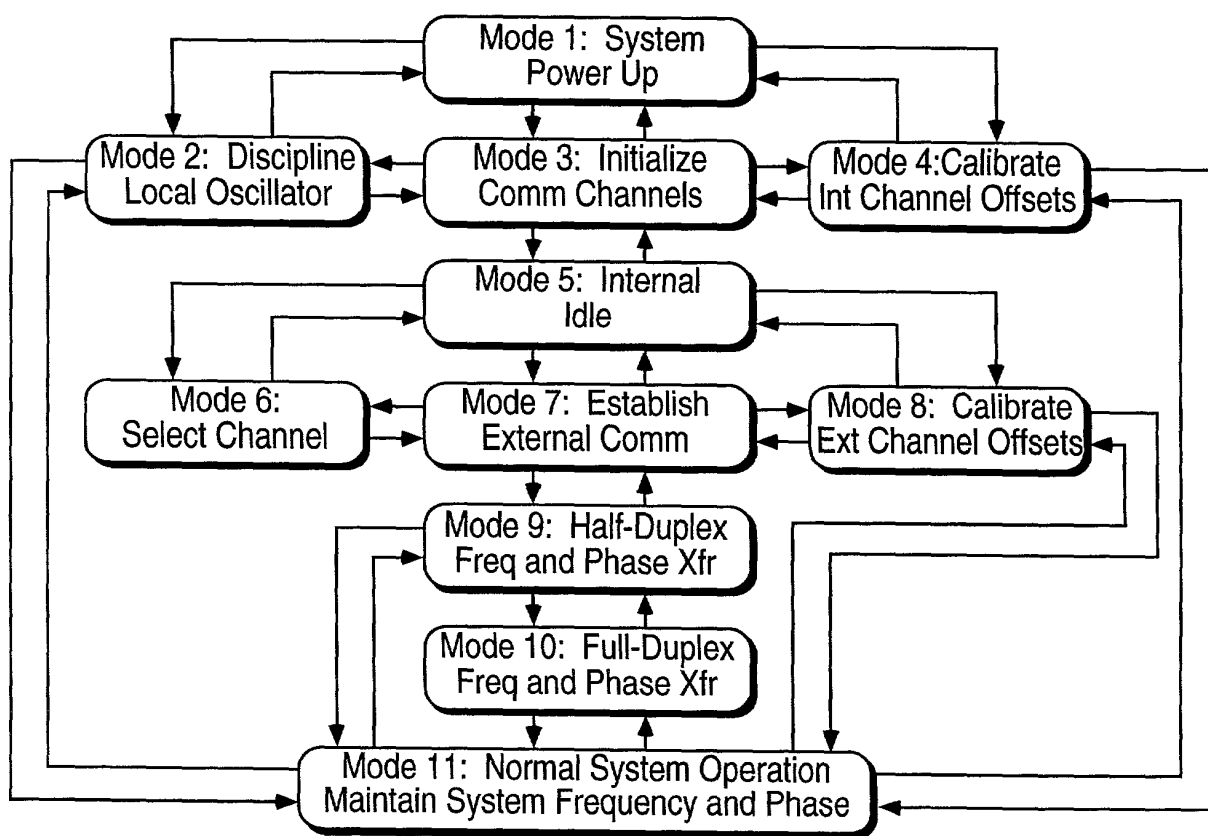 Mode 1: System
Power Up
Mode 2: Discipline
Local Oscillator
Mode 3: Initialize
Comm Channels
Mode 4:Calibrate
Int Channel Offsets
Mode 5: Internal
Idle
Mode 6:
Select Channel
Mode 7: Establish
External Comm
Mode 8: Calibrate
Ext Channel Offsets
Mode 9: Half-Duplex
Freq and Phase Xfr
Mode 10: Full-Duplex
Freq and Phase Xfr
Mode 11: Normal System Operation
Maintain System Frequency and Phase